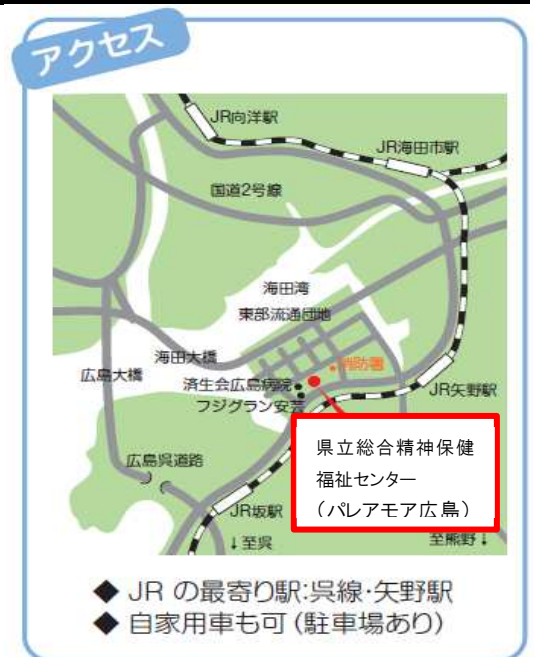 アクセス
JR向洋駅
JR海田市駅
国道2号線
海田湾
東部流通団地
消防署
海田大橋
広島大橋
済生会広島病院
JR矢野駅
フジグラン安芸
県立総合精神保健
福祉センター
(パレアモア広島)
広島呉道路
JR坂駅
↓至呉
至熊野↓
◆ JR の最寄り駅:呉線・矢野駅
◆ 自家用車も可(駐車場あり)